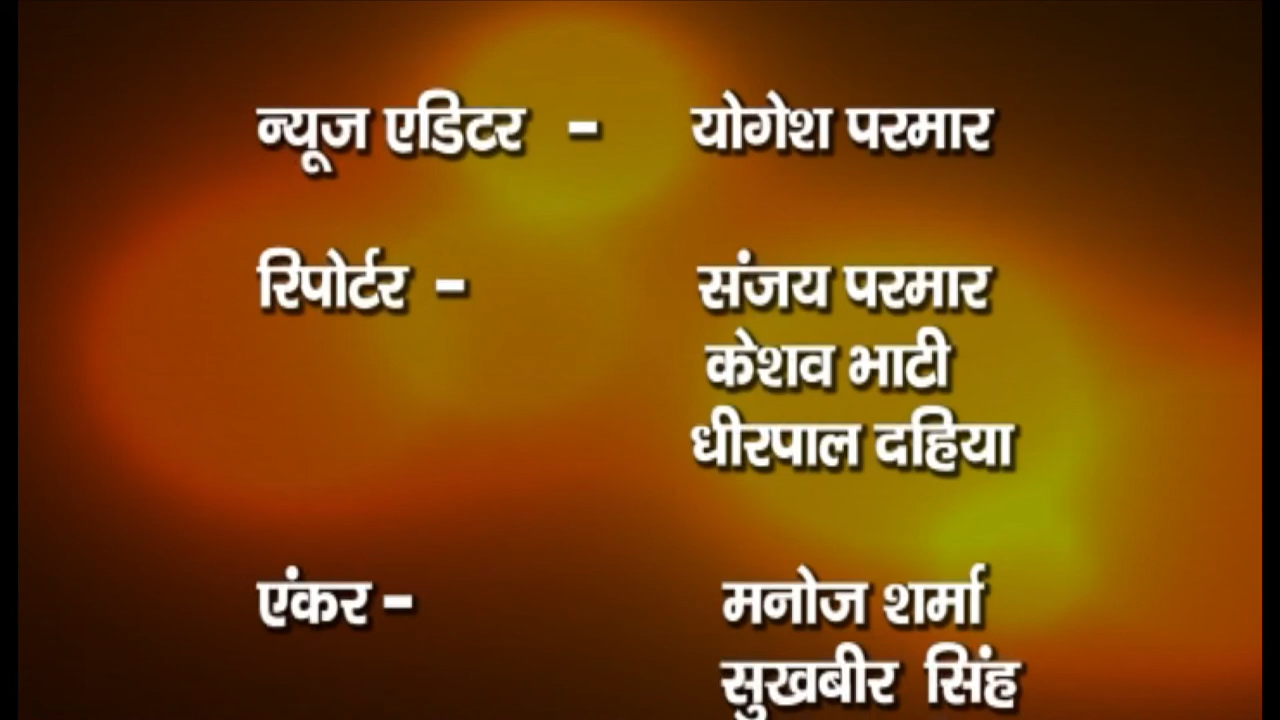 न्यूज एडिटर - योगेश परमार
रिपोर्टर - संजय परमार
केशव भाटी
धीरपाल दहिया
एंकर - मनोज शर्मा
सुखबीर सिंह